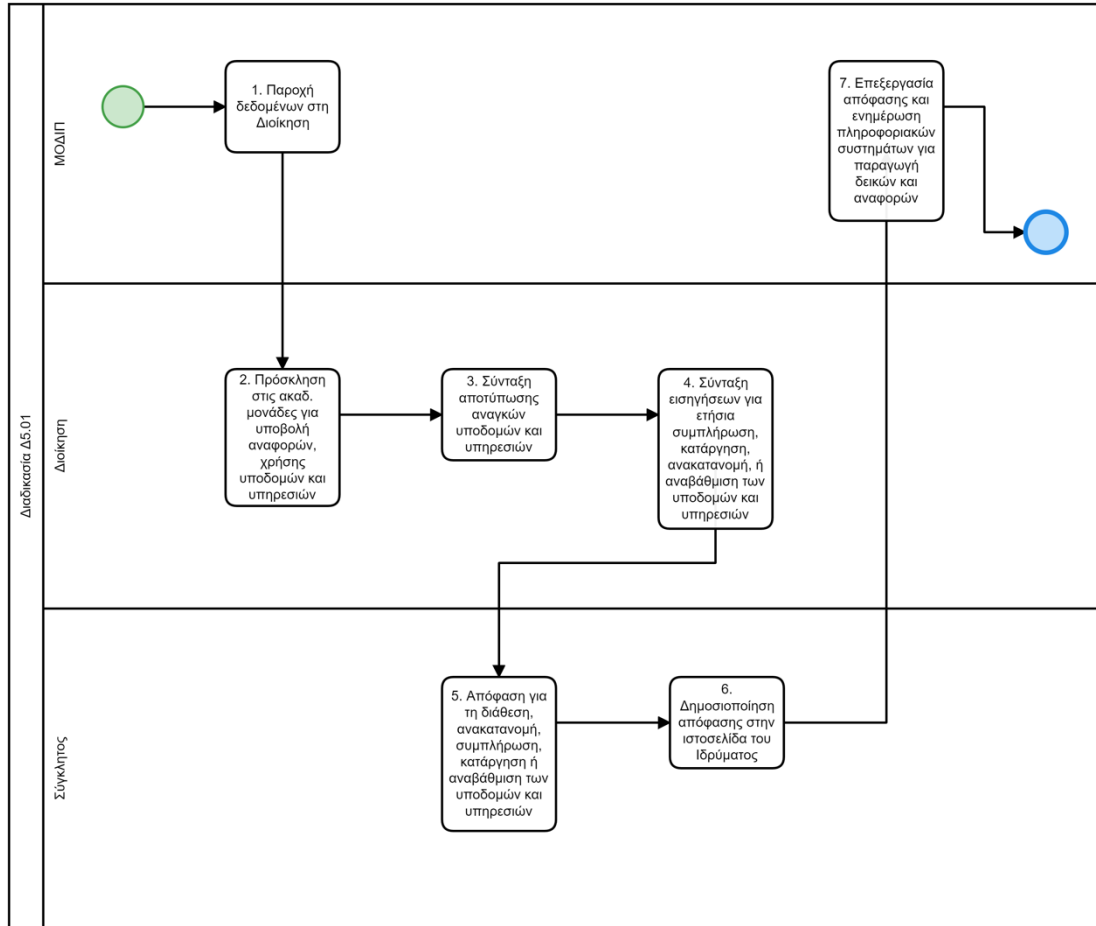 Διαδικασία Δ5.01
ΜΟΔΙΠ
1. Παροχή
δεδομένων στη
Διοίκηση
7. Επεξεργασία
απόφασης και
ενημέρωση
πληροφοριακών
συστημάτων για
παραγωγή
δεικών και
αναφορών
Διοίκηση
2. Πρόσκληση
στις ακαδ.
μονάδες για
υποβολή
αναφορών,
χρήσης
υποδομών και
υπηρεσιών
3. Σύνταξη
αποτύπωσης
αναγκών
υποδομών και
υπηρεσιών
4. Σύνταξη
εισηγήσεων για
ετήσια
συμπλήρωση,
κατάργηση,
ανακατανομή, ή
αναβάθμιση των
υποδομών και
υπηρεσιών
Σύγκλητος
5. Απόφαση για
τη διάθεση,
ανακατανομή,
συμπλήρωση,
κατάργηση ή
αναβάθμιση των
υποδομών και
υπηρεσιών
6.
Δημοσιοποίηση
απόφασης στην
ιστοσελίδα του
Ιδρύματος